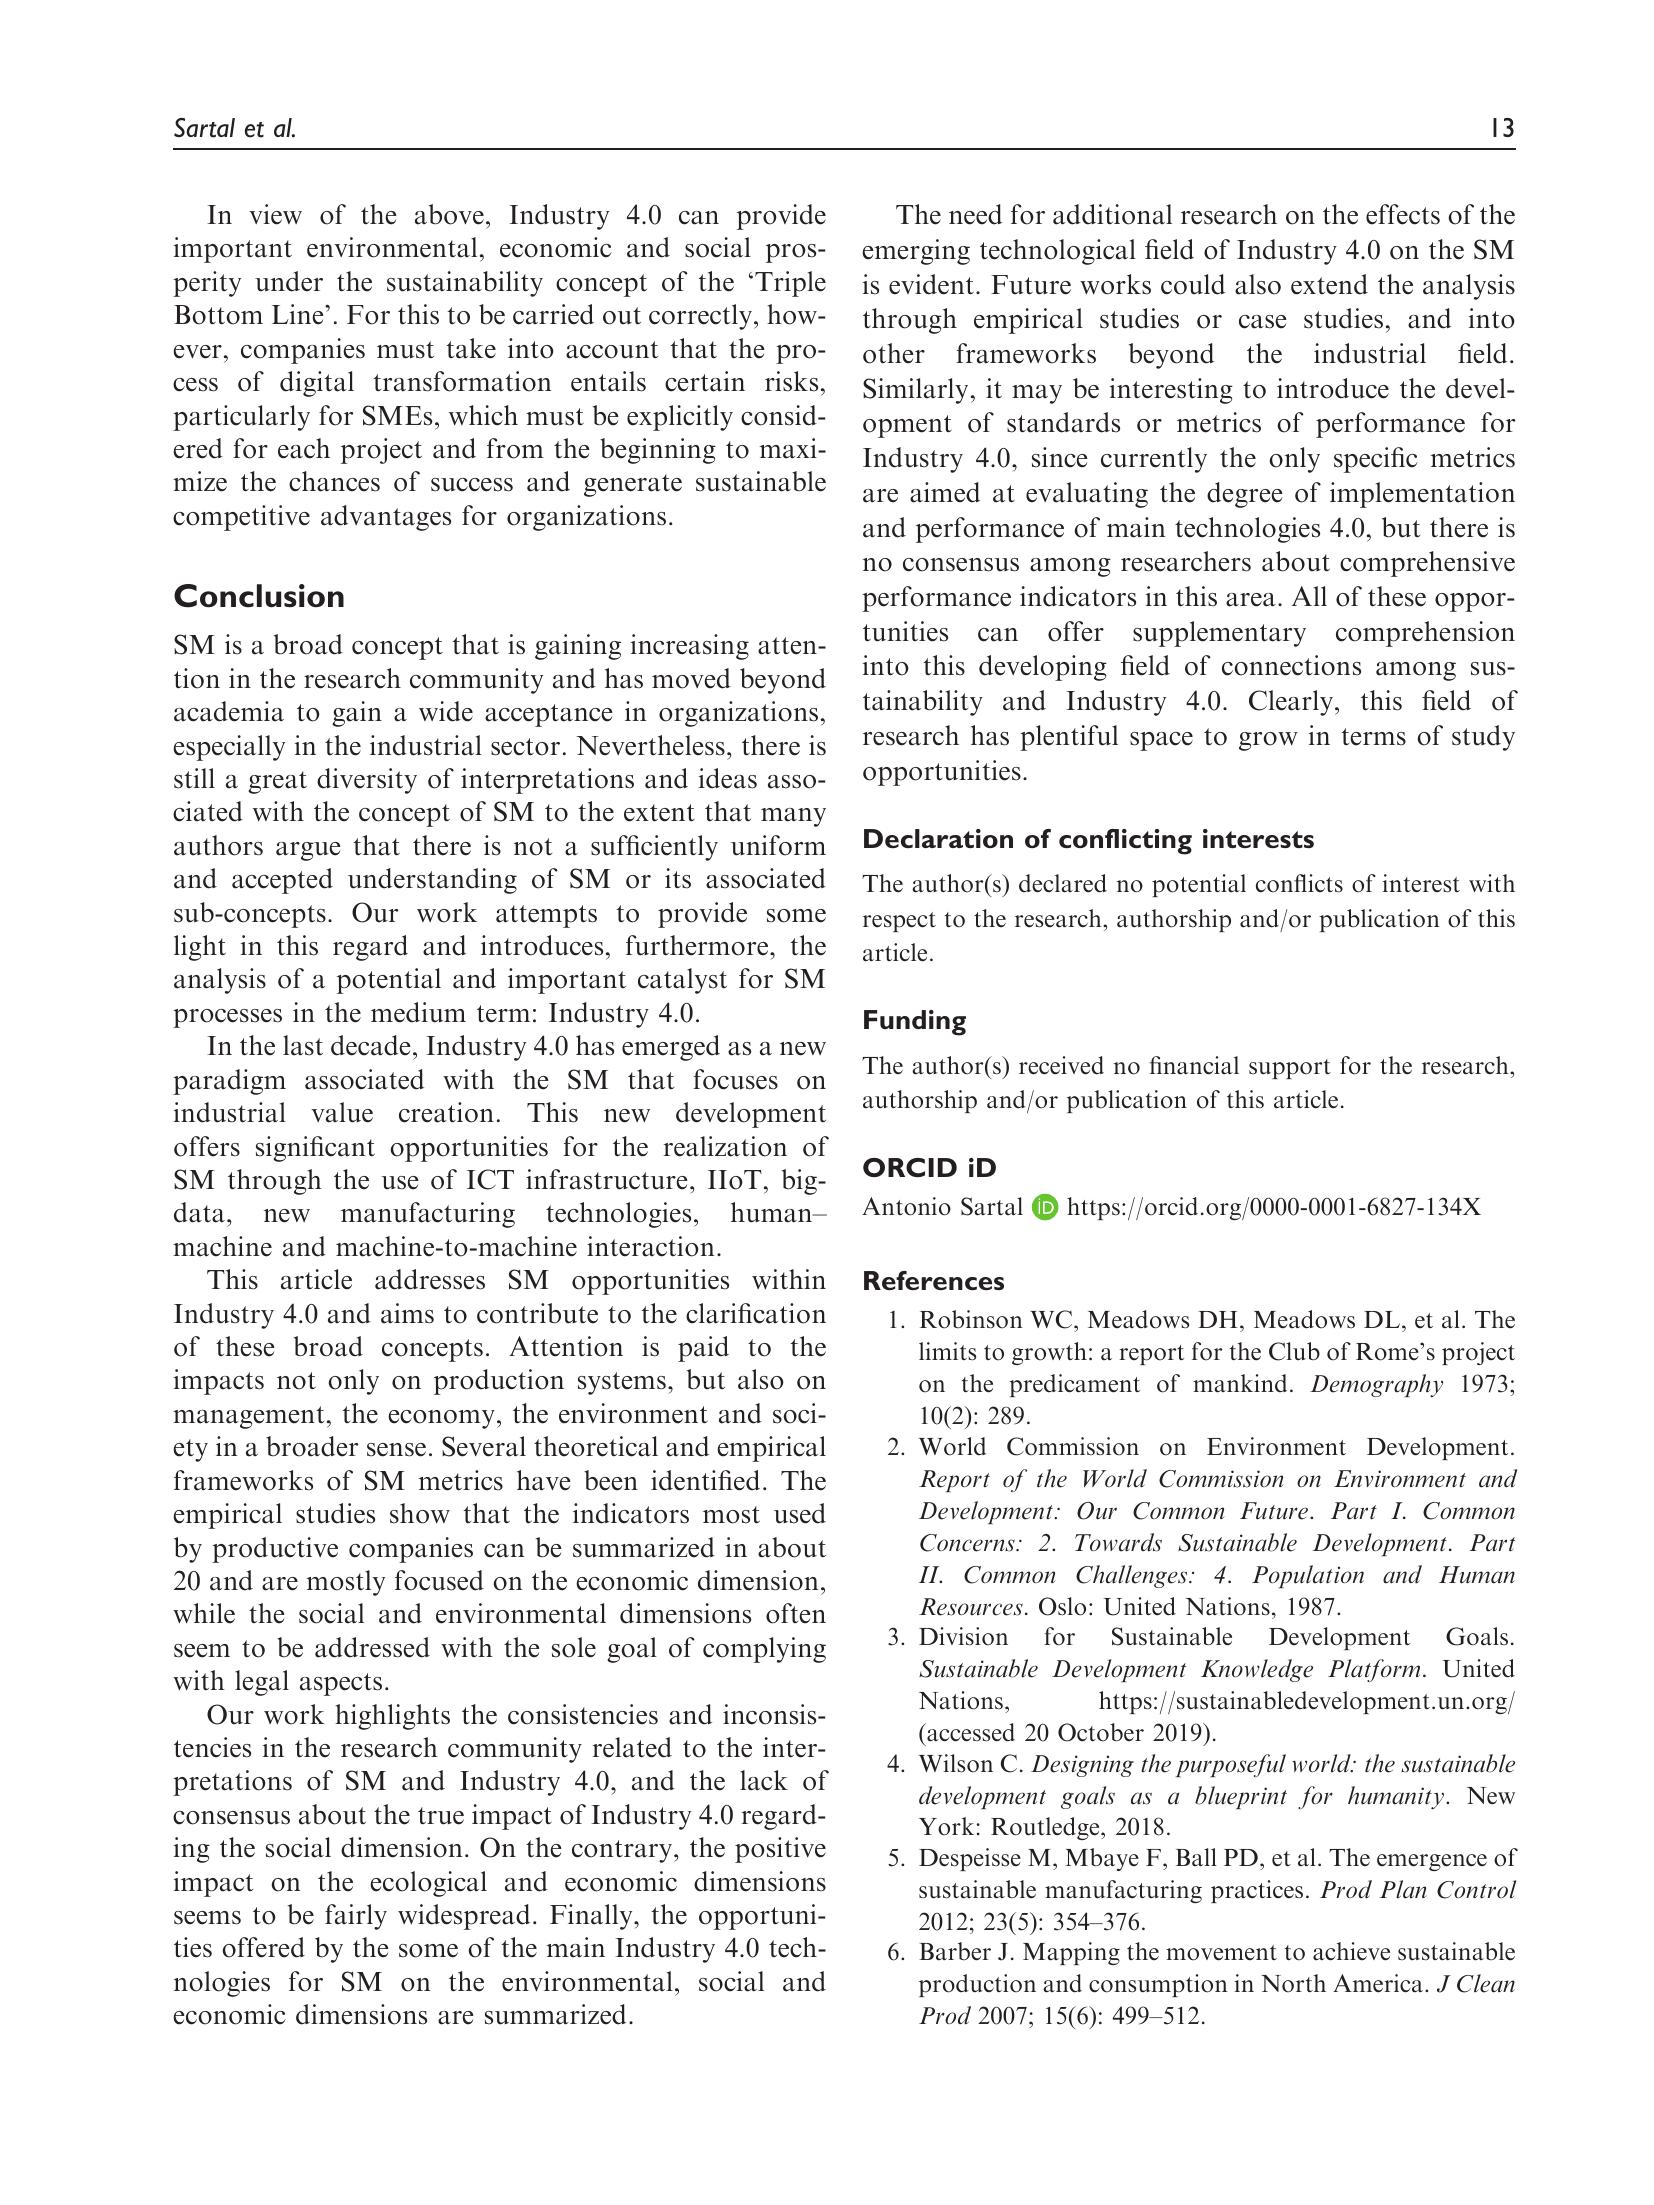 Sartal et al.
13
In view of the above, Industry 4.0 can provide
important environmental, economic and social pros-
perity under the sustainability concept of the ‘Triple
Bottom Line’. For this to be carried out correctly, how-
ever, companies must take into account that the pro-
cess of digital transformation entails certain risks,
particularly for SMEs, which must be explicitly consid-
ered for each project and from the beginning to maxi-
mize the chances of success and generate sustainable
competitive advantages for organizations.
Conclusion
SM is a broad concept that is gaining increasing atten-
tion in the research community and has moved beyond
academia to gain a wide acceptance in organizations,
especially in the industrial sector. Nevertheless, there is
still a great diversity of interpretations and ideas asso-
ciated with the concept of SM to the extent that many
authors argue that there is not a sufficiently uniform
and accepted understanding of SM or its associated
sub-concepts. Our work attempts to provide some
light in this regard and introduces, furthermore, the
analysis of a potential and important catalyst for SM
processes in the medium term: Industry 4.0.
In the last decade, Industry 4.0 has emerged as a new
paradigm associated with the SM that focuses on
industrial value creation. This new development
offers significant opportunities for the realization of
SM through the use of ICT infrastructure, IIoT, big-
data, new manufacturing technologies, human–
machine and machine-to-machine interaction.
This article addresses SM opportunities within
Industry 4.0 and aims to contribute to the clarification
of these broad concepts. Attention is paid to the
impacts not only on production systems, but also on
management, the economy, the environment and soci-
ety in a broader sense. Several theoretical and empirical
frameworks of SM metrics have been identified. The
empirical studies show that the indicators most used
by productive companies can be summarized in about
20 and are mostly focused on the economic dimension,
while the social and environmental dimensions often
seem to be addressed with the sole goal of complying
with legal aspects.
Our work highlights the consistencies and inconsis-
tencies in the research community related to the inter-
pretations of SM and Industry 4.0, and the lack of
consensus about the true impact of Industry 4.0 regard-
ing the social dimension. On the contrary, the positive
impact on the ecological and economic dimensions
seems to be fairly widespread. Finally, the opportuni-
ties offered by the some of the main Industry 4.0 tech-
nologies for SM on the environmental, social and
economic dimensions are summarized.
The need for additional research on the effects of the
emerging technological field of Industry 4.0 on the SM
is evident. Future works could also extend the analysis
through empirical studies or case studies, and into
other frameworks beyond the industrial field.
Similarly, it may be interesting to introduce the devel-
opment of standards or metrics of performance for
Industry 4.0, since currently the only specific metrics
are aimed at evaluating the degree of implementation
and performance of main technologies 4.0, but there is
no consensus among researchers about comprehensive
performance indicators in this area. All of these oppor-
tunities can offer supplementary comprehension
into this developing field of connections among sus-
tainability and Industry 4.0. Clearly, this field of
research has plentiful space to grow in terms of study
opportunities.
Declaration of conflicting interests
The author(s) declared no potential conflicts of interest with
respect to the research, authorship and/or publication of this
article.
Funding
The author(s) received no financial support for the research,
authorship and/or publication of this article.
ORCID iD
Antonio Sartal iD https://orcid.org/0000-0001-6827-134X
References
1. Robinson WC, Meadows DH, Meadows DL, et al. The
limits to growth: a report for the Club of Rome’s project
on the predicament of mankind. Demography 1973;
10(2): 289.
2. World Commission on Environment Development.
Report of the World Commission on Environment and
Development: Our Common Future. Part I. Common
Concerns: 2. Towards Sustainable Development. Part
II. Common Challenges: 4. Population and Human
Resources. Oslo: United Nations, 1987.
3. Division for Sustainable Development Goals.
Sustainable Development Knowledge Platform. United
Nations, https://sustainabledevelopment.un.org/
(accessed 20 October 2019).
4. Wilson C. Designing the purposeful world: the sustainable
development goals as a blueprint for humanity. New
York: Routledge, 2018.
5. Despeisse M, Mbaye F, Ball PD, et al. The emergence of
sustainable manufacturing practices. Prod Plan Control
2012; 23(5): 354–376.
6. Barber J. Mapping the movement to achieve sustainable
production and consumption in North America. J Clean
Prod 2007; 15(6): 499–512.